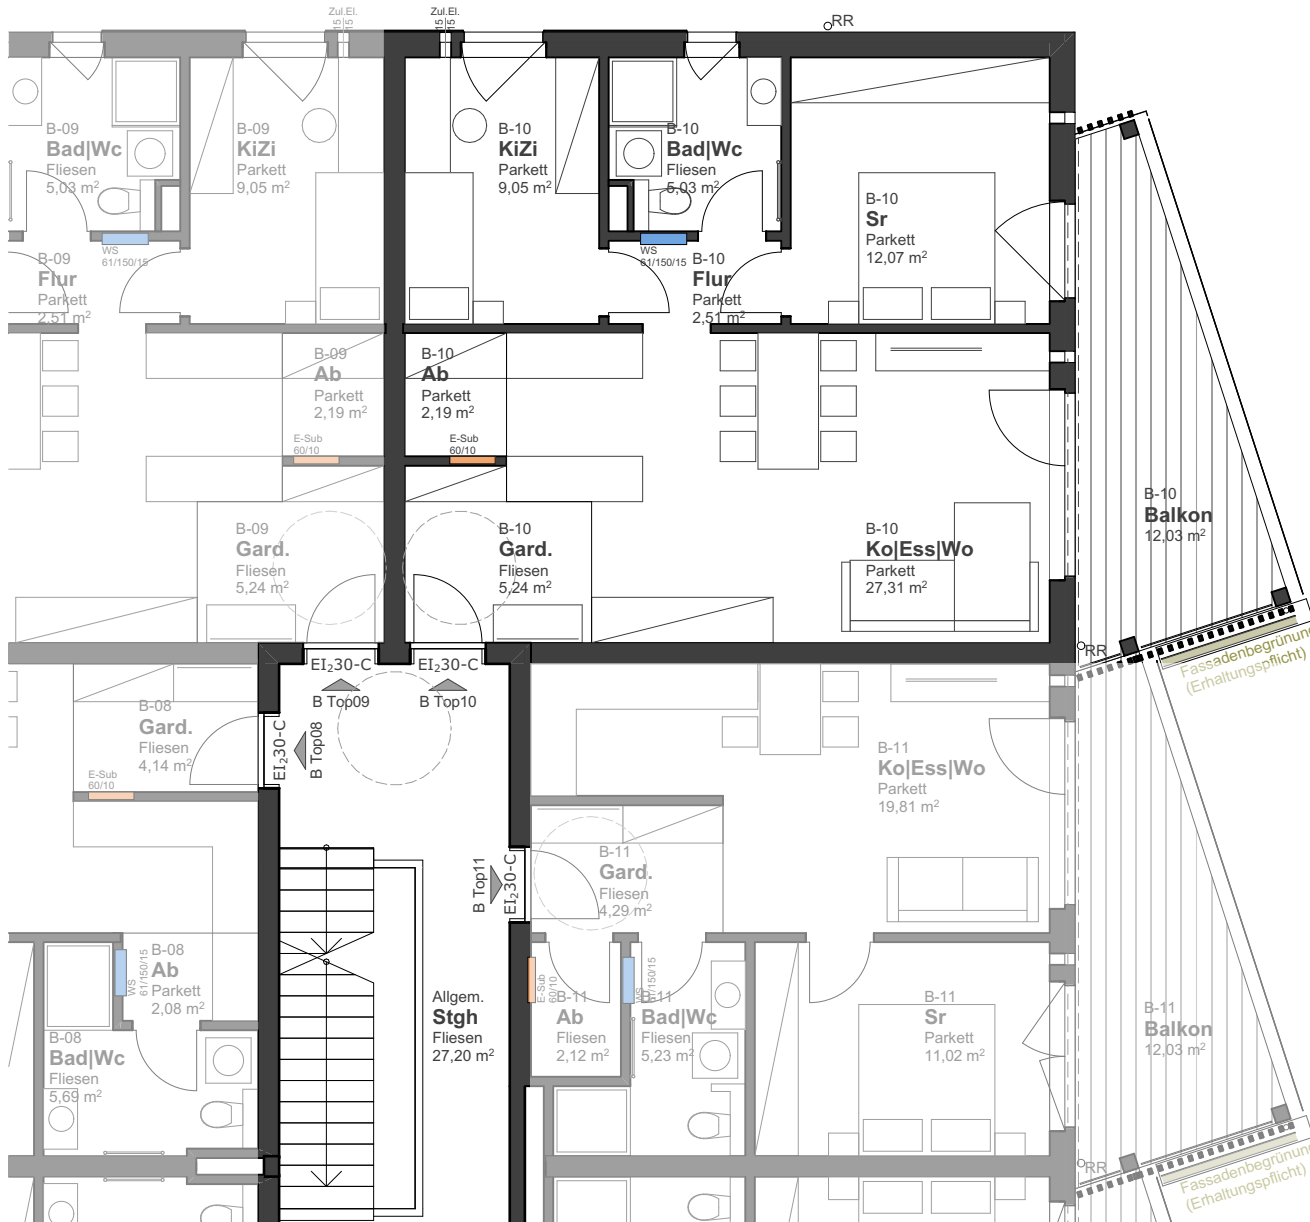 Zul.El.
15
15
Zul.El.
15
15
RR
B-09
Bad|Wc
Fliesen
5,03 m²
B-09
KiZi
Parkett
9,05 m²
B-10
KiZi
Parkett
9,05 m²
B-10
Bad|Wc
Fliesen
5,03 m²
B-10
Sr
Parkett
12,07 m²
WS
61/150/15
WS
61/150/15
B-09
Flur
Parkett
2,51 m²
B-10
Flur
Parkett
2,51 m²
B-09
Ab
Parkett
2,19 m²
B-10
Ab
Parkett
2,19 m²
E-Sub
60/10
E-Sub
60/10
B-09
Gard.
Fliesen
5,24 m²
B-10
Gard.
Fliesen
5,24 m²
B-10
Ko|Ess|Wo
Parkett
27,31 m²
B-10
Balkon
12,03 m²
RR
Fassadenbegrünung
(Erhaltungspflicht)
EI₂30-C
EI₂30-C
B Top09
B Top10
B-08
Gard.
Fliesen
4,14 m²
EI₂30-C
B Top08
E-Sub
60/10
B-11
Ko|Ess|Wo
Parkett
19,81 m²
B-11
Gard.
Fliesen
4,29 m²
B Top11
EI₂30-C
B-08
Ab
Parkett
2,08 m²
WS
61/150/15
Allgem.
Stgh
Fliesen
27,20 m²
E-Sub
60/10
WS
61/150/15
B-11
Ab
Fliesen
2,12 m²
B-11
Bad|Wc
Fliesen
5,23 m²
B-11
Sr
Parkett
11,02 m²
B-11
Balkon
12,03 m²
B-08
Bad|Wc
Fliesen
5,69 m²
RR
Fassadenbegrünung
(Erhaltungspflicht)